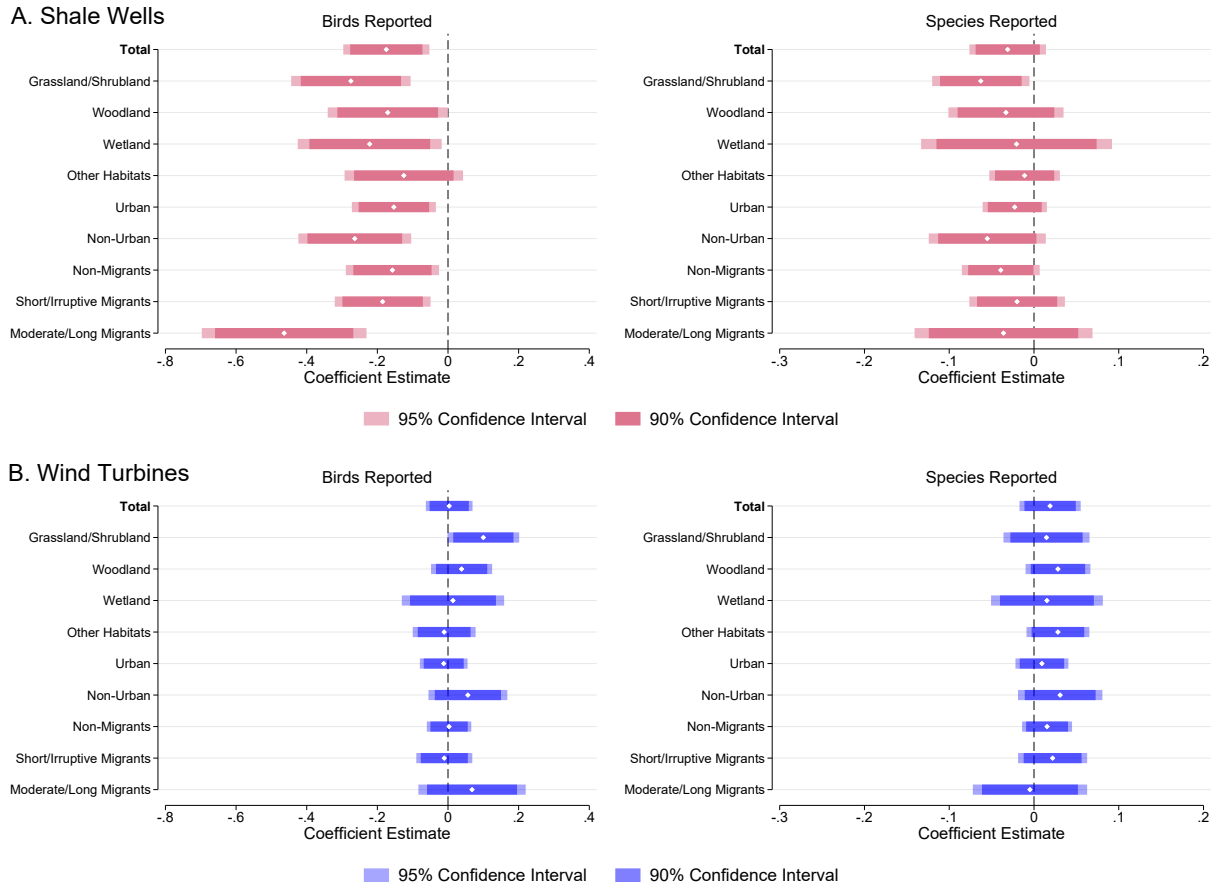 A. Shale Wells
Birds Reported
Total
Grassland/Shrubland
Woodland
Wetland
Other Habitats
Urban
Non-Urban
Non-Migrants
Short/Irruptive Migrants
Moderate/Long Migrants
-.8 -.6 -.4 -.2 0 .2 .4
Coefficient Estimate
Species Reported
Total
Grassland/Shrubland
Woodland
Wetland
Other Habitats
Urban
Non-Urban
Non-Migrants
Short/Irruptive Migrants
Moderate/Long Migrants
-.3 -.2 -.1 0 .1 .2
Coefficient Estimate
95% Confidence Interval 90% Confidence Interval
B. Wind Turbines
Birds Reported
Total
Grassland/Shrubland
Woodland
Wetland
Other Habitats
Urban
Non-Urban
Non-Migrants
Short/Irruptive Migrants
Moderate/Long Migrants
-.8 -.6 -.4 -.2 0 .2 .4
Coefficient Estimate
Species Reported
Total
Grassland/Shrubland
Woodland
Wetland
Other Habitats
Urban
Non-Urban
Non-Migrants
Short/Irruptive Migrants
Moderate/Long Migrants
-.3 -.2 -.1 0 .1 .2
Coefficient Estimate
95% Confidence Interval 90% Confidence Interval